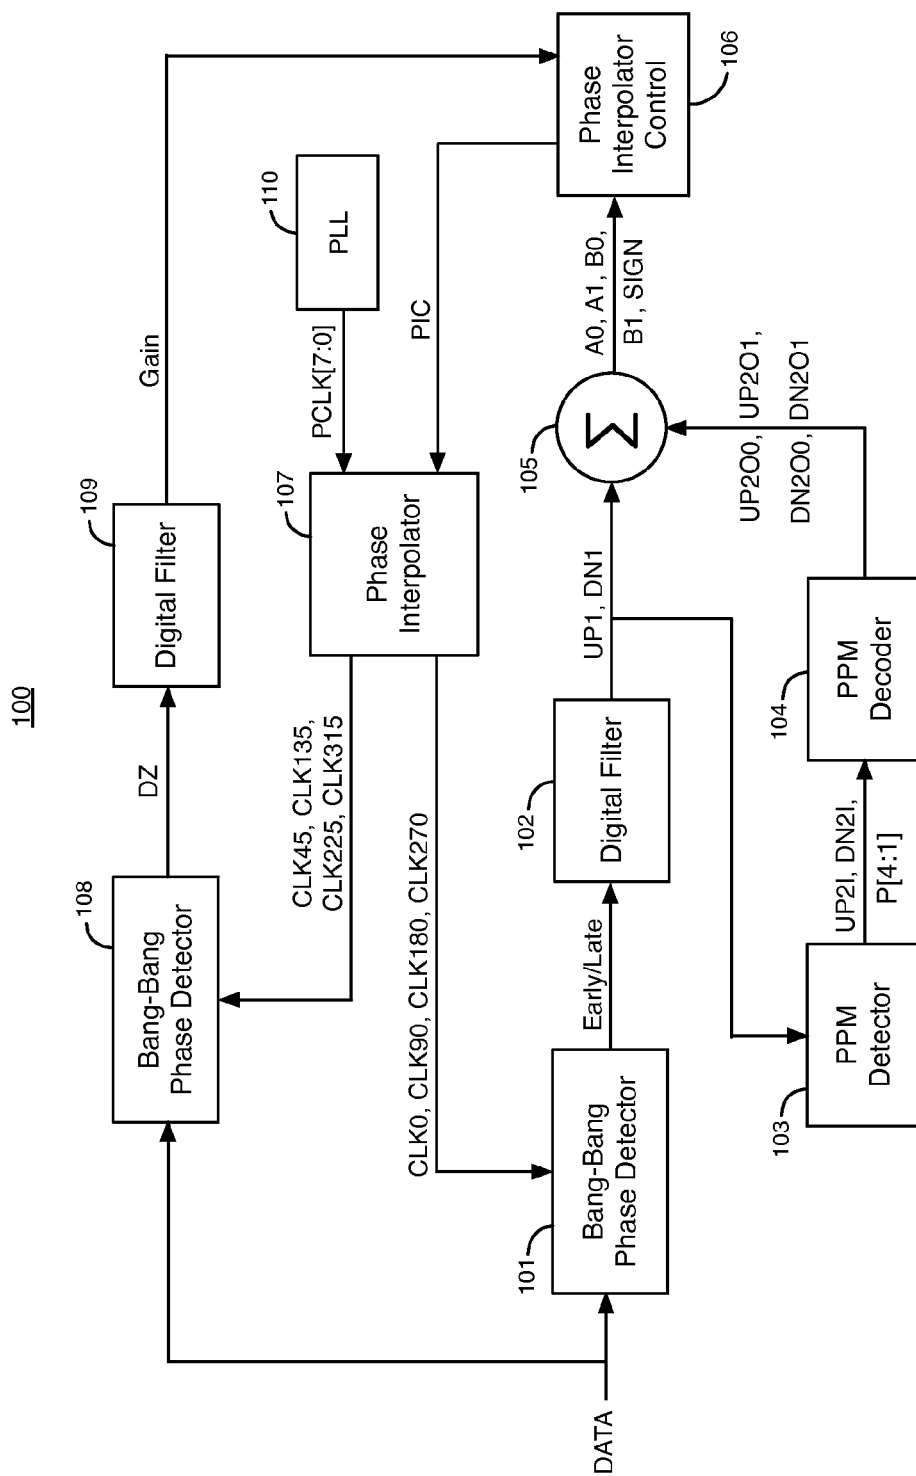 100
108
Bang-Bang
Phase Detector
DZ
109
Digital Filter
Gain
110
PLL
PCLK[7:0]
107
Phase
Interpolator
PIC
CLK45, CLK135,
CLK225, CLK315
CLK0, CLK90, CLK180, CLK270
DATA
101
Bang-Bang
Phase Detector
Early/Late
102
Digital Filter
UP1, DN1
105
Σ
A0, A1, B0,
B1, SIGN
Phase
Interpolator
Control
106
103
PPM
Detector
UP2I, DN2I,
P[4:1]
104
PPM
Decoder
UP2O0, UP2O1,
DN2O0, DN2O1